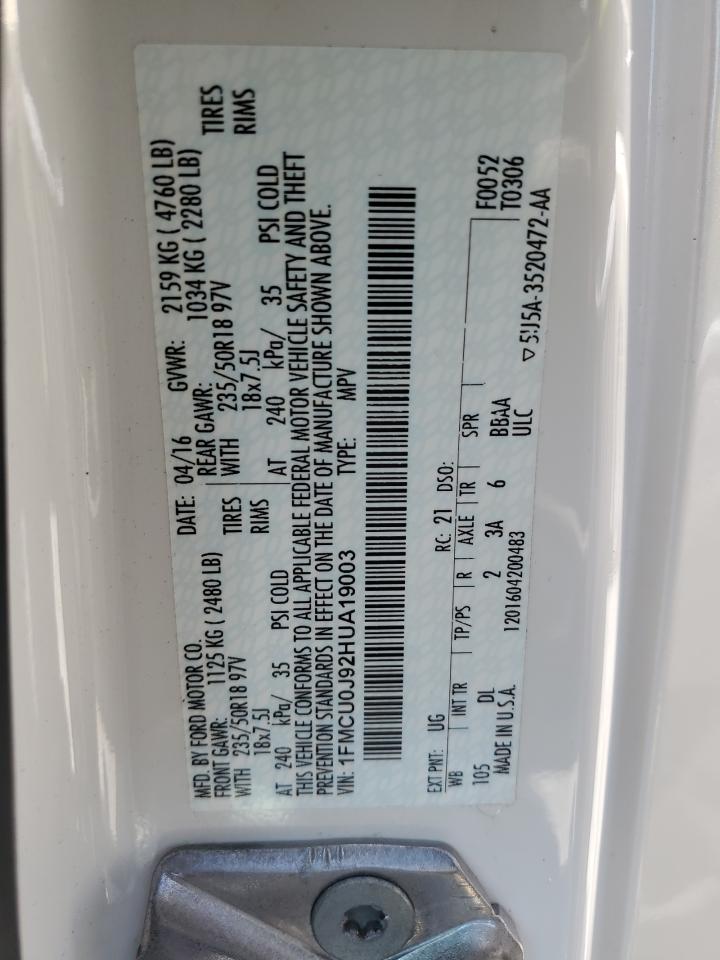 MFD. BY FORD MOTOR CO. DATE: 04/16 GVWR: 2159 KG ( 4760 LB)
FRONT GAWR: 1125 KG ( 2480 LB) REAR GAWR: 1034 KG ( 2280 LB)
WITH 235/50R18 97V TIRES WITH 235/50R18 97V TIRES
18x7.5J RIMS 18x7.5J RIMS
AT 240 kPa/ 35 PSI COLD AT 240 kPa/ 35 PSI COLD
THIS VEHICLE CONFORMS TO ALL APPLICABLE FEDERAL MOTOR VEHICLE SAFETY AND THEFT
PREVENTION STANDARDS IN EFFECT ON THE DATE OF MANUFACTURE SHOWN ABOVE.
VIN: 1FMCU0J92HUA19003 TYPE: MPV
EXT PNT: UG RC: 21 DSO: F0052
WB INT TR TP/PS R AXLE TR SPR T0306
105 DL 2 3A 6 BBAA
MADE IN U.S.A. 1201604200483 ULC
▽5U5A-3520472-AA